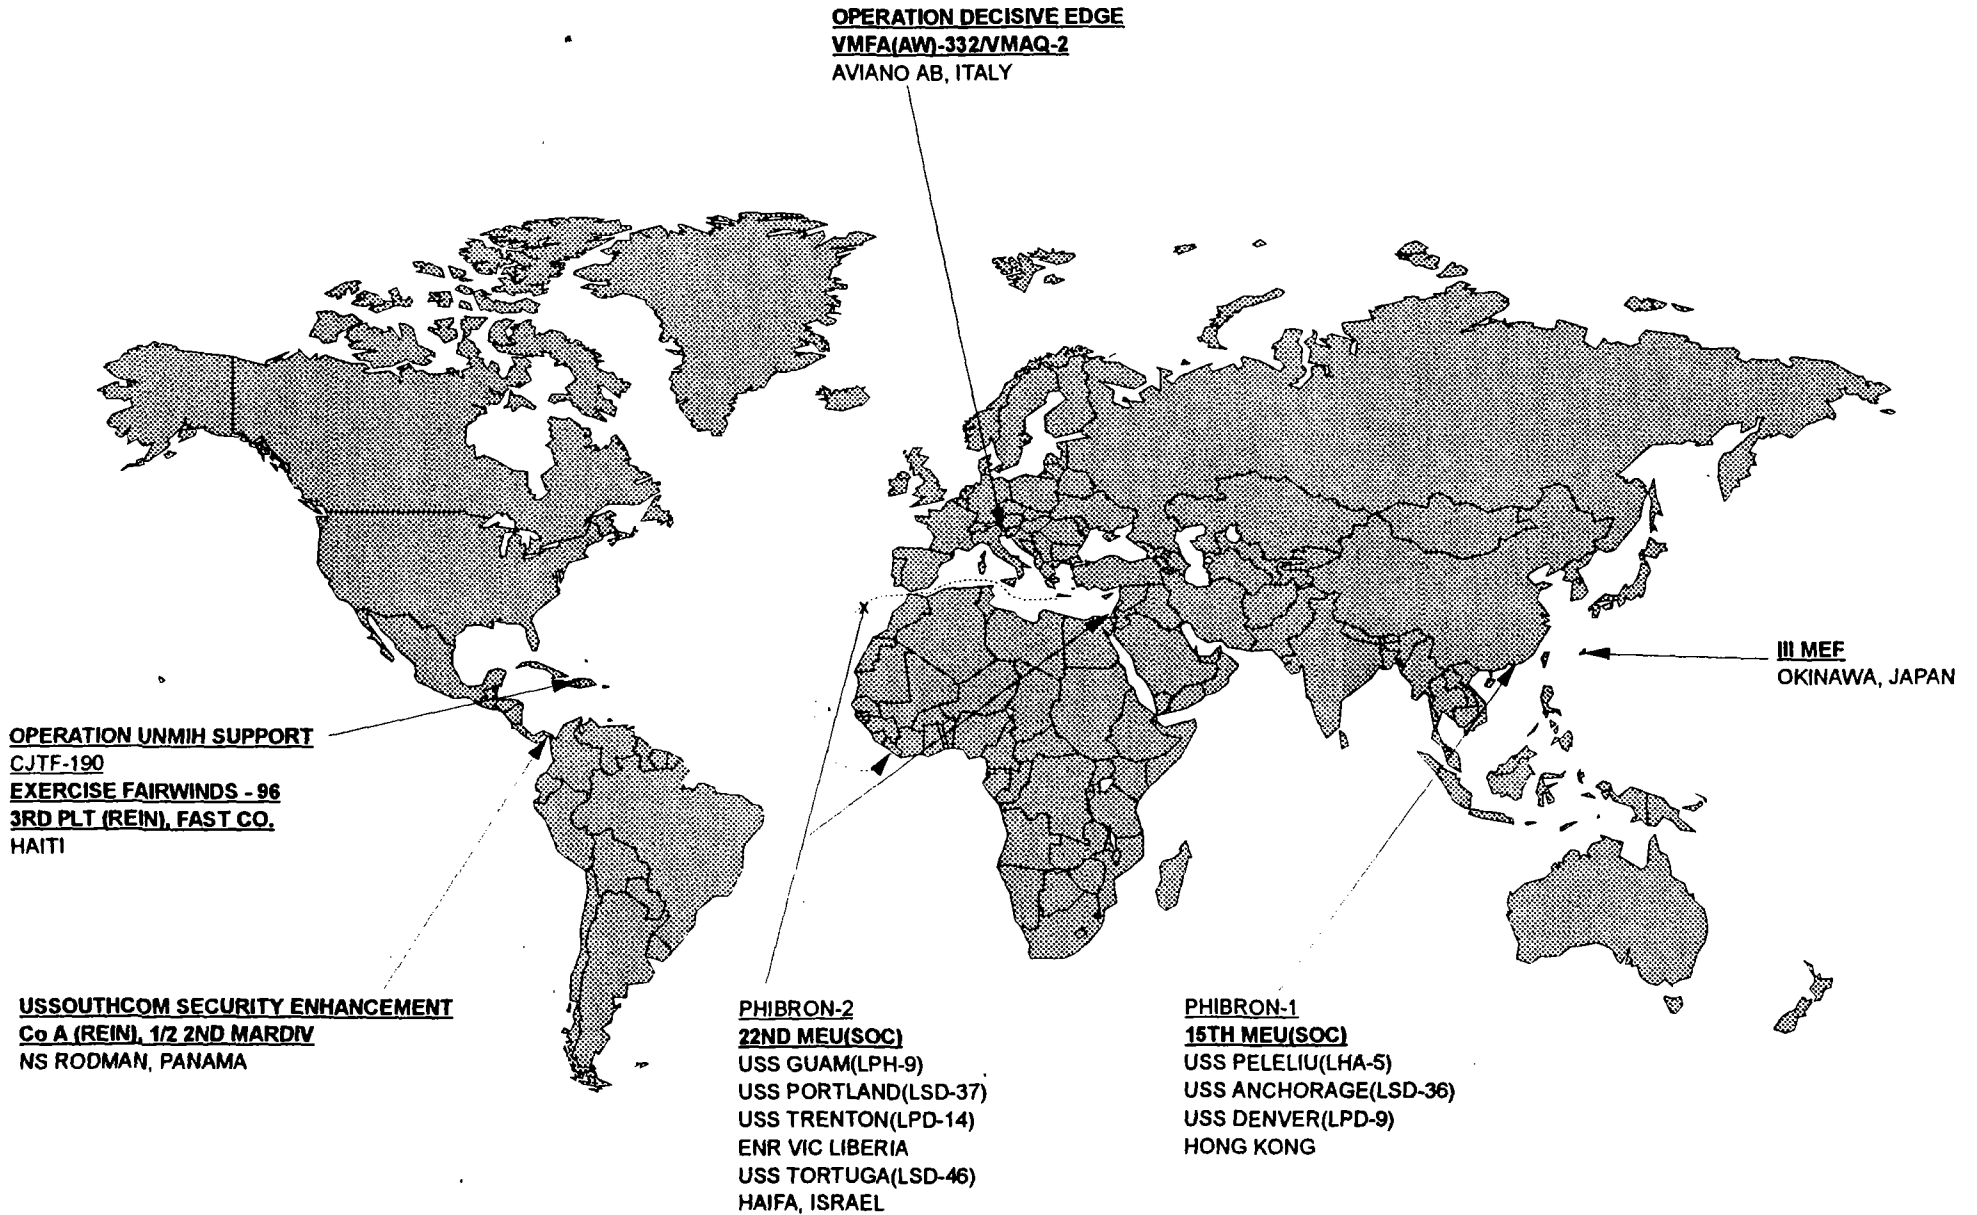 OPERATION DECISIVE EDGE
VMFA(AW)-332/VMAQ-2
AVIANO AB, ITALY
III MEF
OKINAWA, JAPAN
OPERATION UNMIH SUPPORT
CJTF-190
EXERCISE FAIRWINDS - 96
3RD PLT (REIN), FAST CO.
HAITI
USSOUTHCOM SECURITY ENHANCEMENT
Co A (REIN), 1/2 2ND MARDIV
NS RODMAN, PANAMA
PHIBRON-2
22ND MEU(SOC)
USS GUAM(LPH-9)
USS PORTLAND(LSD-37)
USS TRENTON(LPD-14)
ENR VIC LIBERIA
USS TORTUGA(LSD-46)
HAIFA, ISRAEL
PHIBRON-1
15TH MEU(SOC)
USS PELELIU(LHA-5)
USS ANCHORAGE(LSD-36)
USS DENVER(LPD-9)
HONG KONG
X